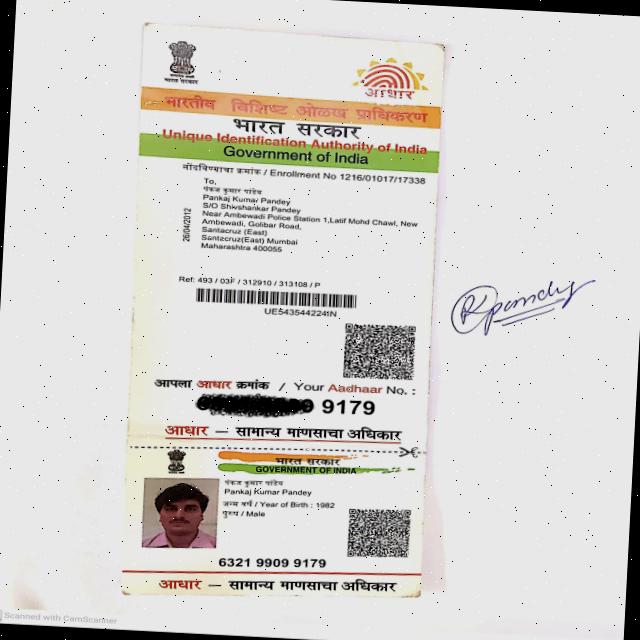 भारत सरकार
आधार
भारतीय विशिष्ट ओळख प्राधिकरण
भारत सरकार
Unique Identification Authority of India
Government of India
नोंदविण्याचा क्रमांक / Enrollment No 1216/01017/17338
To,
पंकज कुमार पांडेय
Pankaj Kumar Pandey
S/O Shivshankar Pandey
Near Ambewadi Police Station 1,Latif Mohd Chawl, New
Ambewadi, Golibar Road,
Santacruz (East)
Santacruz(East) Mumbai
Maharashtra 400055
26/04/2012
Ref: 493 / 03F / 312910 / 313108 / P
UE543544224IN
आपला आधार क्रमांक / Your Aadhaar No. :
9179
आधार — सामान्य माणसाचा अधिकार
भारत सरकार
GOVERNMENT OF INDIA
पंकज कुमार पांडेय
Pankaj Kumar Pandey
जन्म वर्ष / Year of Birth : 1982
पुरुष / Male
6321 9909 9179
आधार — सामान्य माणसाचा अधिकार
Scanned with CamScanner